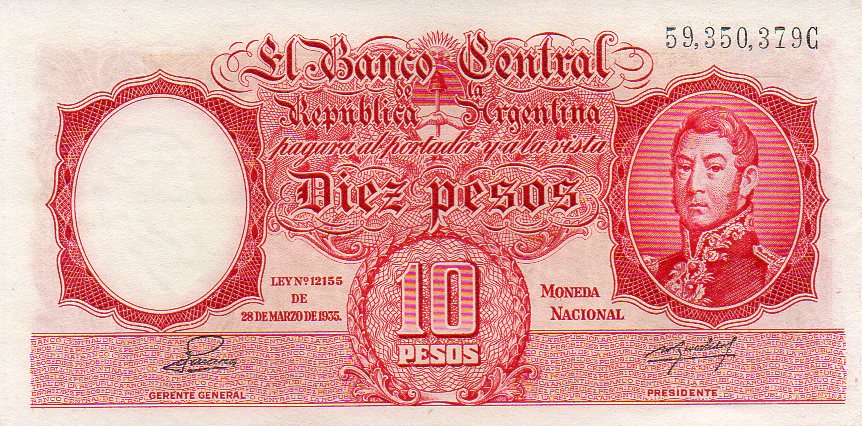 59,350,379C
El Banco Central
de la
República Argentina
pagará al portador y a la vista
Diez pesos
LEY Nº 12155
DE
28 DE MARZO DE 1935.
10
PESOS
MONEDA
NACIONAL
GERENTE GENERAL
PRESIDENTE